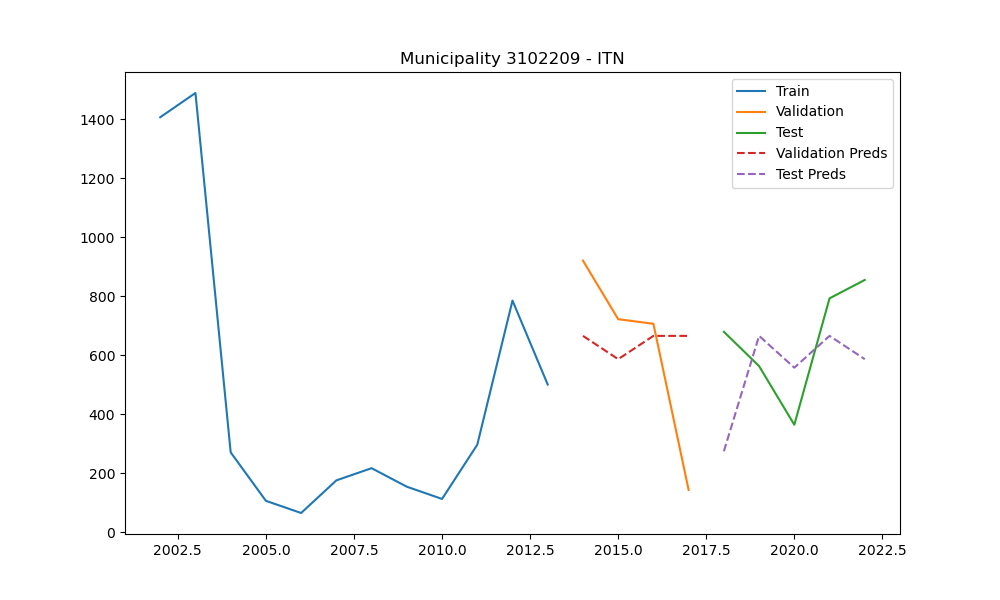 Municipality 3102209 - ITN
Train
Validation
Test
Validation Preds
Test Preds
1400
1200
1000
800
600
400
200
0
2002.5 2005.0 2007.5 2010.0 2012.5 2015.0 2017.5 2020.0 2022.5